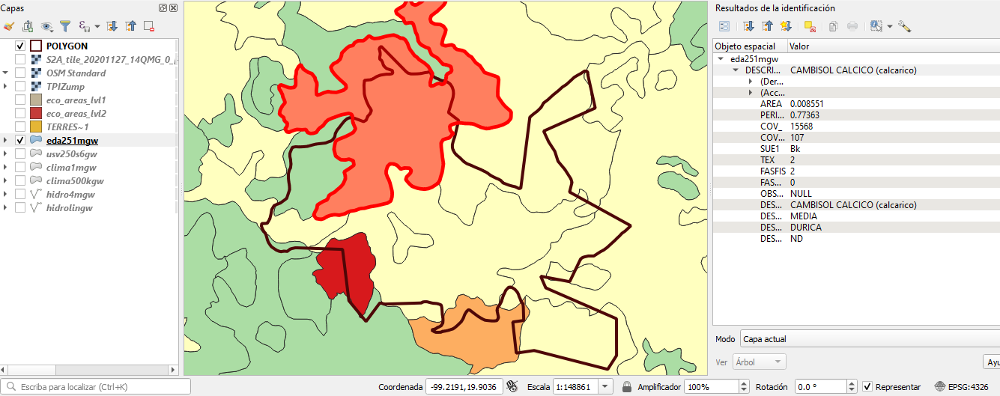 Capas
POLYGON
S2A_tile_20201127_14QMG_0_
OSM Standard
TPIZump
eco_areas_lvl1
eco_areas_lvl2
TERRES~1
eda251mgw
usv250s6gw
clima1mgw
clima500kgw
hidro4mgw
hidrolingw
Resultados de la identificación
Objeto espacial Valor
eda251mgw
DESCRI... CAMBISOL CALCICO (calcarico)
(Der...
(Acc...
AREA 0.008551
PERI... 0.77363
COV_ 15568
COV... 107
SUE1 Bk
TEX 2
FASFIS 2
FAS... 0
OBS... NULL
DES... CAMBISOL CALCICO (calcarico)
DES... MEDIA
DES... DURICA
DES... ND
Modo Capa actual
Ver Árbol Ayu
Escriba para localizar (Ctrl+K) Coordenada -99.2191,19.9036 Escala 1:148861 Amplificador 100% Rotación 0.0 ° Representar EPSG:4326